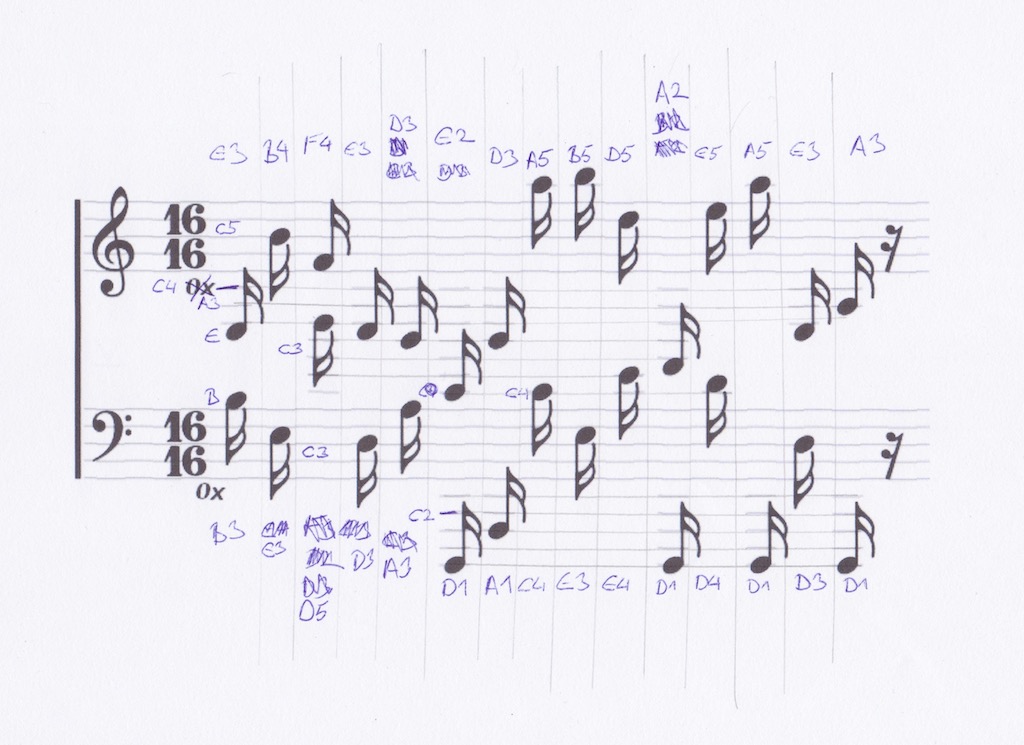 A2
D3
E3 B4 F4 E3 E2 D3 A5 B5 D5 E5 A5 E3 A3
16 C5
16
C4 0x
A3
E
C3
B C4
16 C3
16
0x
C2
B3 E3 D3 A3
D1 A1 C4 E3 E4 D1 D4 D1 D3 D1
D5